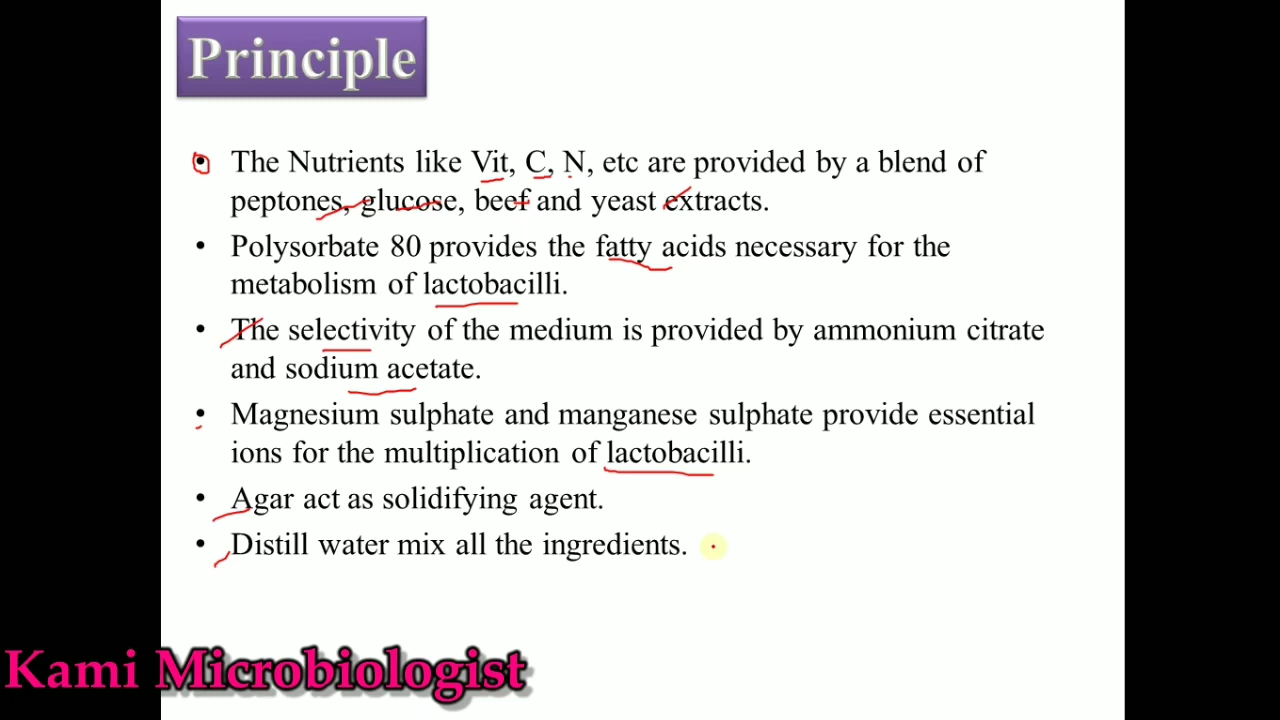 Principle
• The Nutrients like Vit, C, N, etc are provided by a blend of
peptones, glucose, beef and yeast extracts.
• Polysorbate 80 provides the fatty acids necessary for the
metabolism of lactobacilli.
• The selectivity of the medium is provided by ammonium citrate
and sodium acetate.
• Magnesium sulphate and manganese sulphate provide essential
ions for the multiplication of lactobacilli.
• Agar act as solidifying agent.
• Distill water mix all the ingredients.
Kami Microbiologist